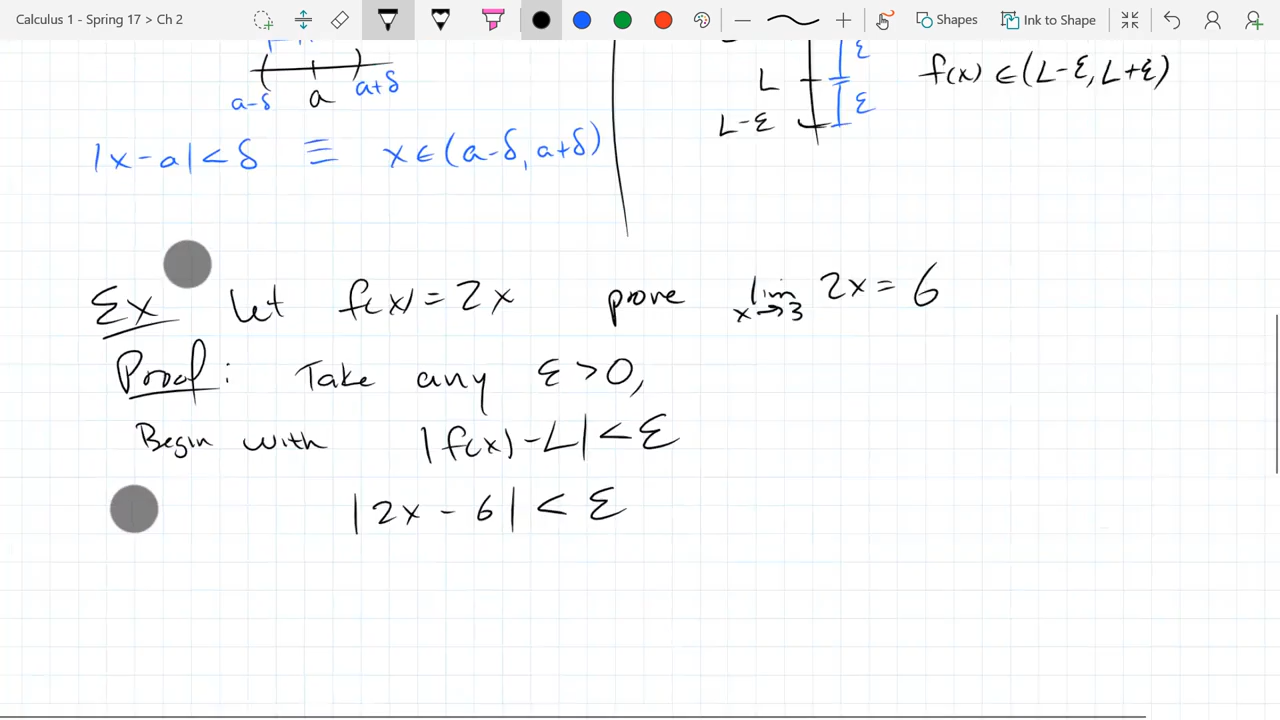 Calculus 1 - Spring 17 > Ch 2
Shapes
Ink to Shape
a-δ
a
a+δ
|x-a| < δ ≡ x ∈ (a-δ, a+δ)
ε
L
ε
L-ε
f(x) ∈ (L-ε, L+ε)
Ex Let f(x) = 2x prove lim x→3 2x = 6
Proof: Take any ε > 0,
Begin with |f(x) - L| < ε
|2x - 6| < ε